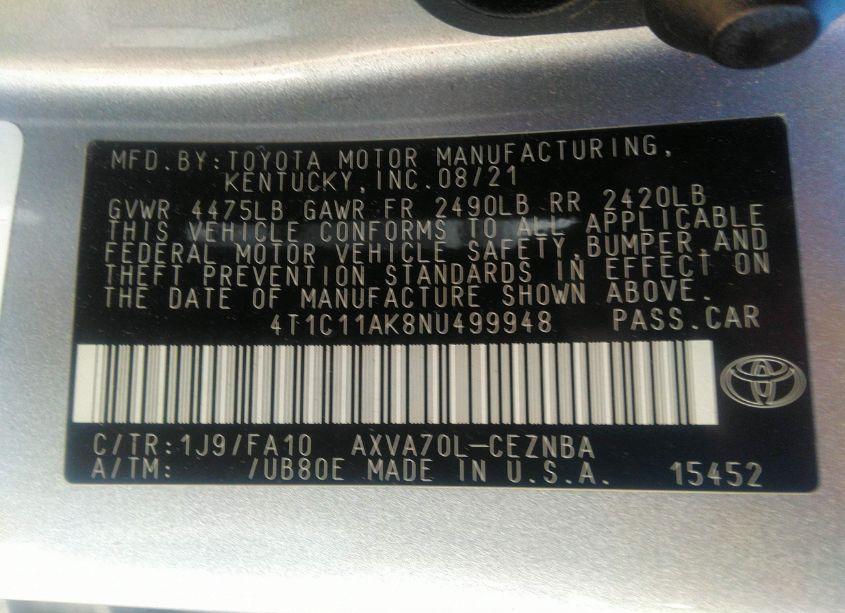 MFD.BY:TOYOTA MOTOR MANUFACTURING,
KENTUCKY,INC.08/21
GVWR 4475LB GAWR FR 2490LB RR 2420LB
THIS VEHICLE CONFORMS TO ALL APPLICABLE
FEDERAL MOTOR VEHICLE SAFETY,BUMPER,AND
THEFT PREVENTION STANDARDS IN EFFECT ON
THE DATE OF MANUFACTURE SHOWN ABOVE.
4T1C11AK8NU499948 PASS.CAR
C/TR:1J9/FA10 AXVA70L-CEZNBA
A/TM: /UB80E MADE IN U.S.A. 15452